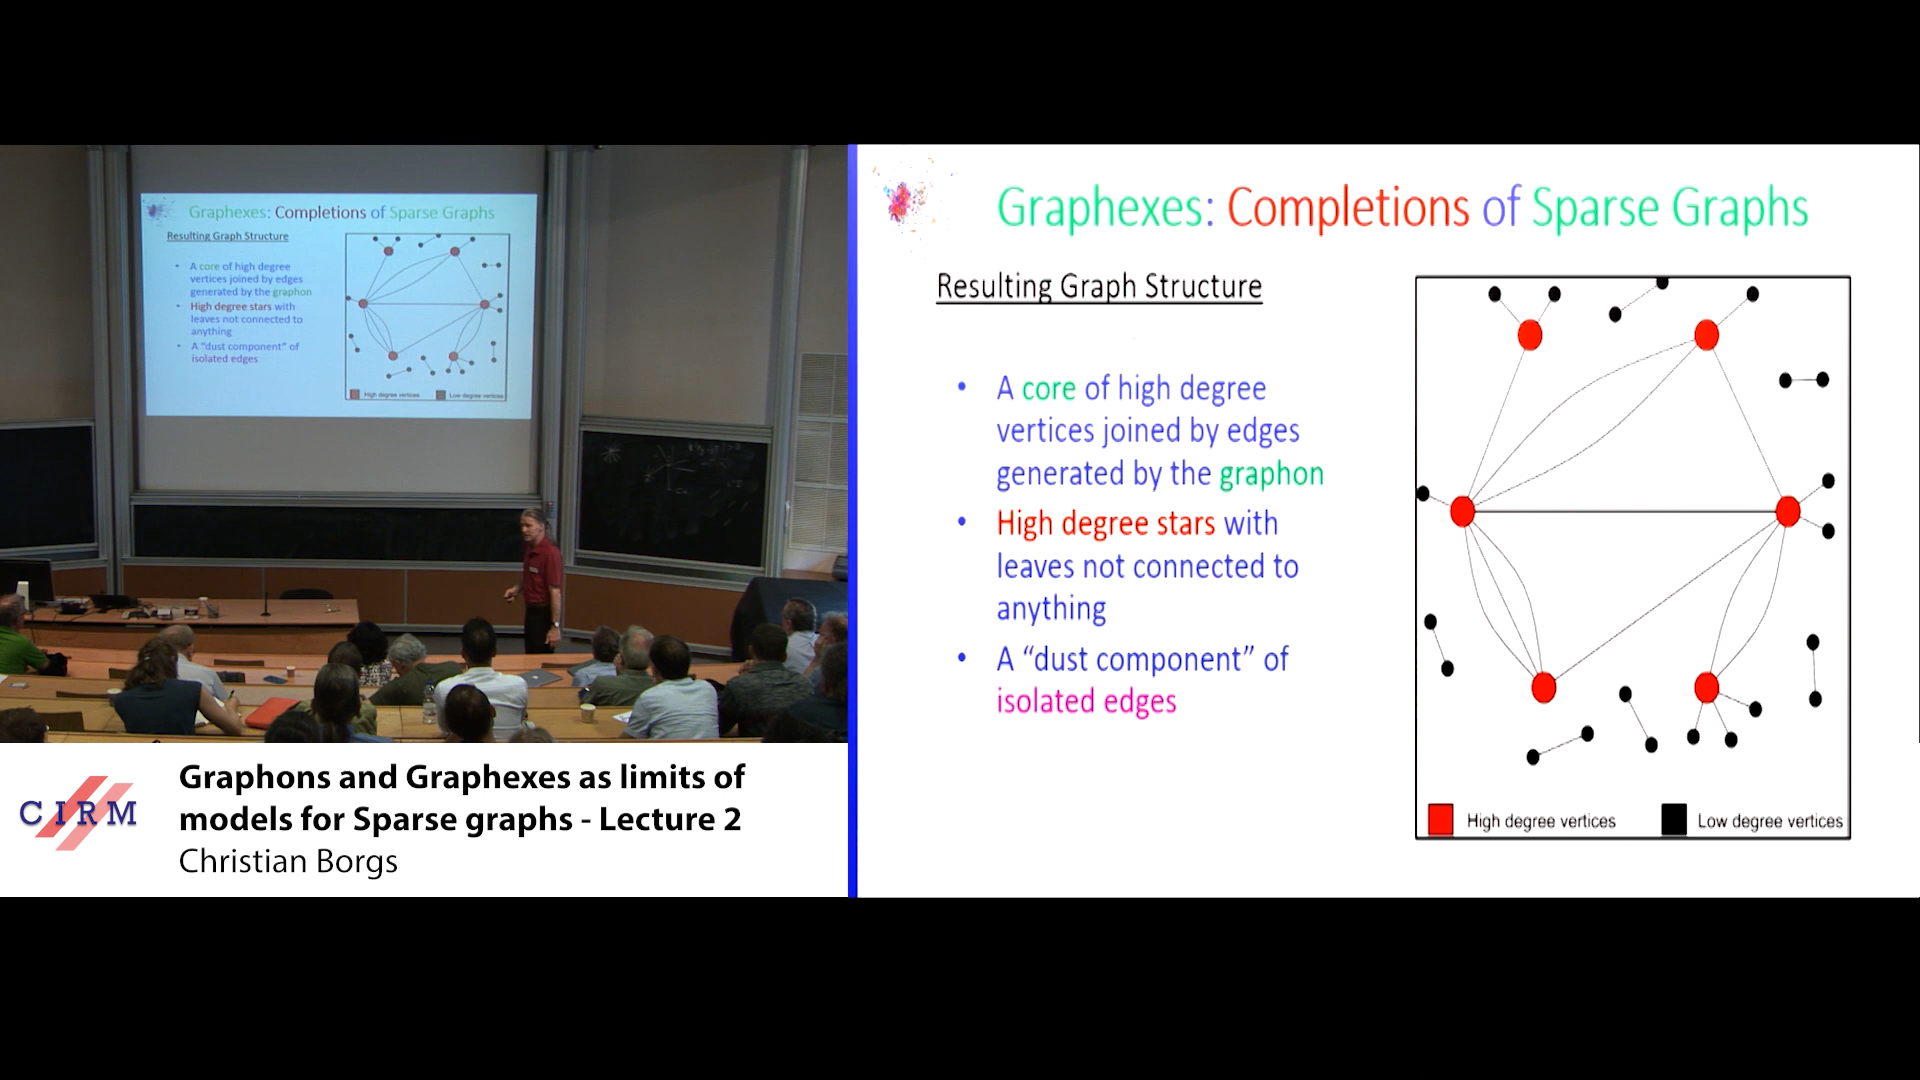 Graphexes: Completions of Sparse Graphs
Resulting Graph Structure
• A core of high degree
vertices joined by edges
generated by the graphon
• High degree stars with
leaves not connected to
anything
• A “dust component” of
isolated edges
High degree vertices
Low degree vertices
Graphexes: Completions of Sparse Graphs
Resulting Graph Structure
• A core of high degree
vertices joined by edges
generated by the graphon
• High degree stars with
leaves not connected to
anything
• A “dust component” of
isolated edges
High degree vertices
Low degree vertices
CIRM
Graphons and Graphexes as limits of
models for Sparse graphs - Lecture 2
Christian Borgs